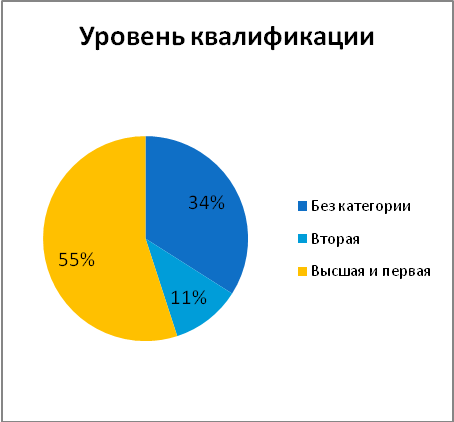 Уровень квалификации
34%
11%
55%
Без категории
Вторая
Высшая и первая